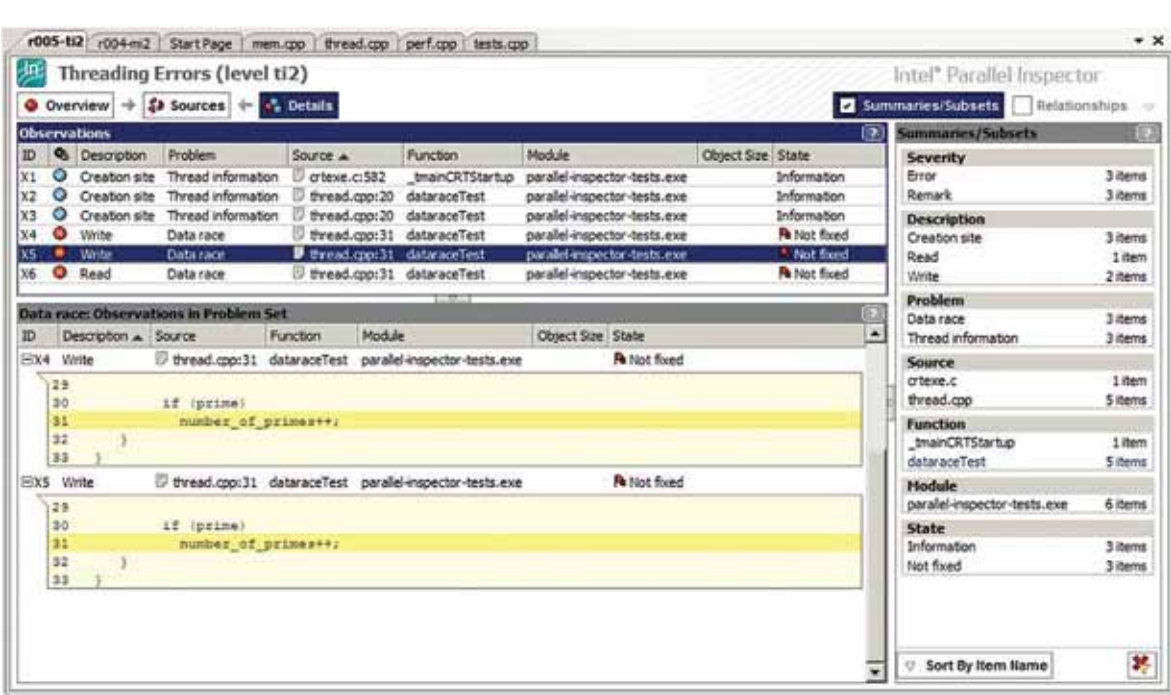 r005-ti2 r004-mi2 Start Page mem.cpp thread.cpp perf.cpp tests.cpp
In
Threading Errors (level ti2) Intel® Parallel Inspector
Overview Sources Details Summaries/Subsets Relationships
Observations ?
ID Description Problem Source Function Module Object Size State
X1 Creation site Thread information crtexe.c:582 _tmainCRTStartup parallel-inspector-tests.exe Information
X2 Creation site Thread information thread.cpp:20 dataraceTest parallel-inspector-tests.exe Information
X3 Creation site Thread information thread.cpp:20 dataraceTest parallel-inspector-tests.exe Information
X4 Write Data race thread.cpp:31 dataraceTest parallel-inspector-tests.exe Not fixed
X5 Write Data race thread.cpp:31 dataraceTest parallel-inspector-tests.exe Not fixed
X6 Read Data race thread.cpp:31 dataraceTest parallel-inspector-tests.exe Not fixed
Data race: Observations in Problem Set ?
ID Description Source Function Module Object Size State
X4 Write thread.cpp:31 dataraceTest parallel-inspector-tests.exe Not fixed
29
30 if (prime)
31 number_of_primes++;
32 }
33 }
X5 Write thread.cpp:31 dataraceTest parallel-inspector-tests.exe Not fixed
29
30 if (prime)
31 number_of_primes++;
32 }
33 }
Summaries/Subsets ?
Severity
Error 3 items
Remark 3 items
Description
Creation site 3 items
Read 1 item
Write 2 items
Problem
Data race 3 items
Thread information 3 items
Source
crtexe.c 1 item
thread.cpp 5 items
Function
_tmainCRTStartup 1 item
dataraceTest 5 items
Module
parallel-inspector-tests.exe 6 items
State
Information 3 items
Not fixed 3 items
Sort By Item Name